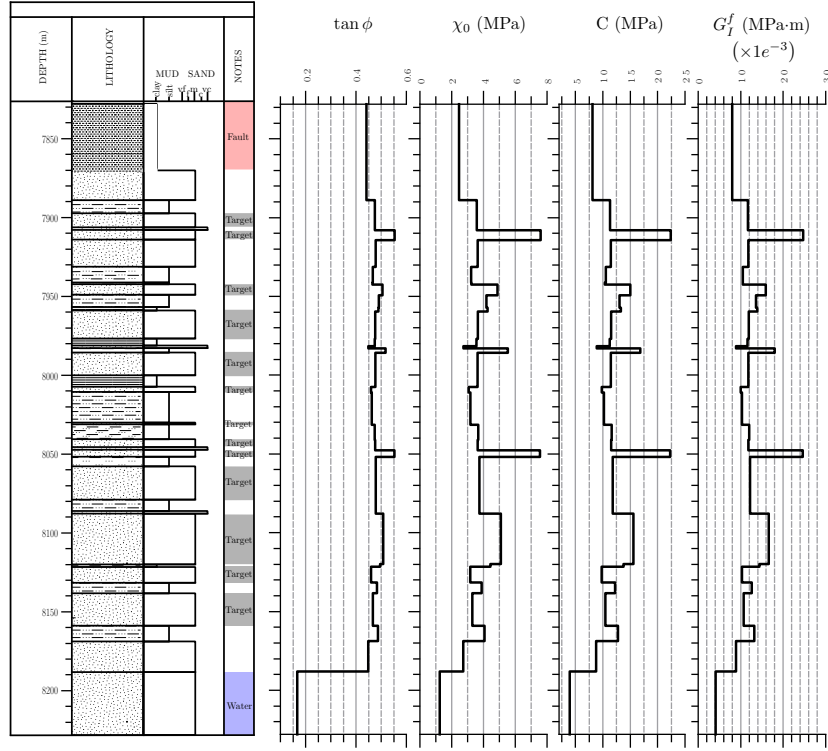 tan ϕ
χ₀ (MPa)
C (MPa)
G_I^f (MPa·m)
(×1e⁻³)
DEPTH (m)
LITHOLOGY
MUD SAND
clay silt vf f m c vc
NOTES
0.2 0.4 0.6
0 2 4 6 8
0.5 1.0 1.5 2.0 2.5
0 1.0 2.0 3.0
7850
7900
7950
8000
8050
8100
8150
8200
Fault
Target
Target
Target
Target
Target
Target
Target
Target
Target
Target
Target
Target
Target
Water